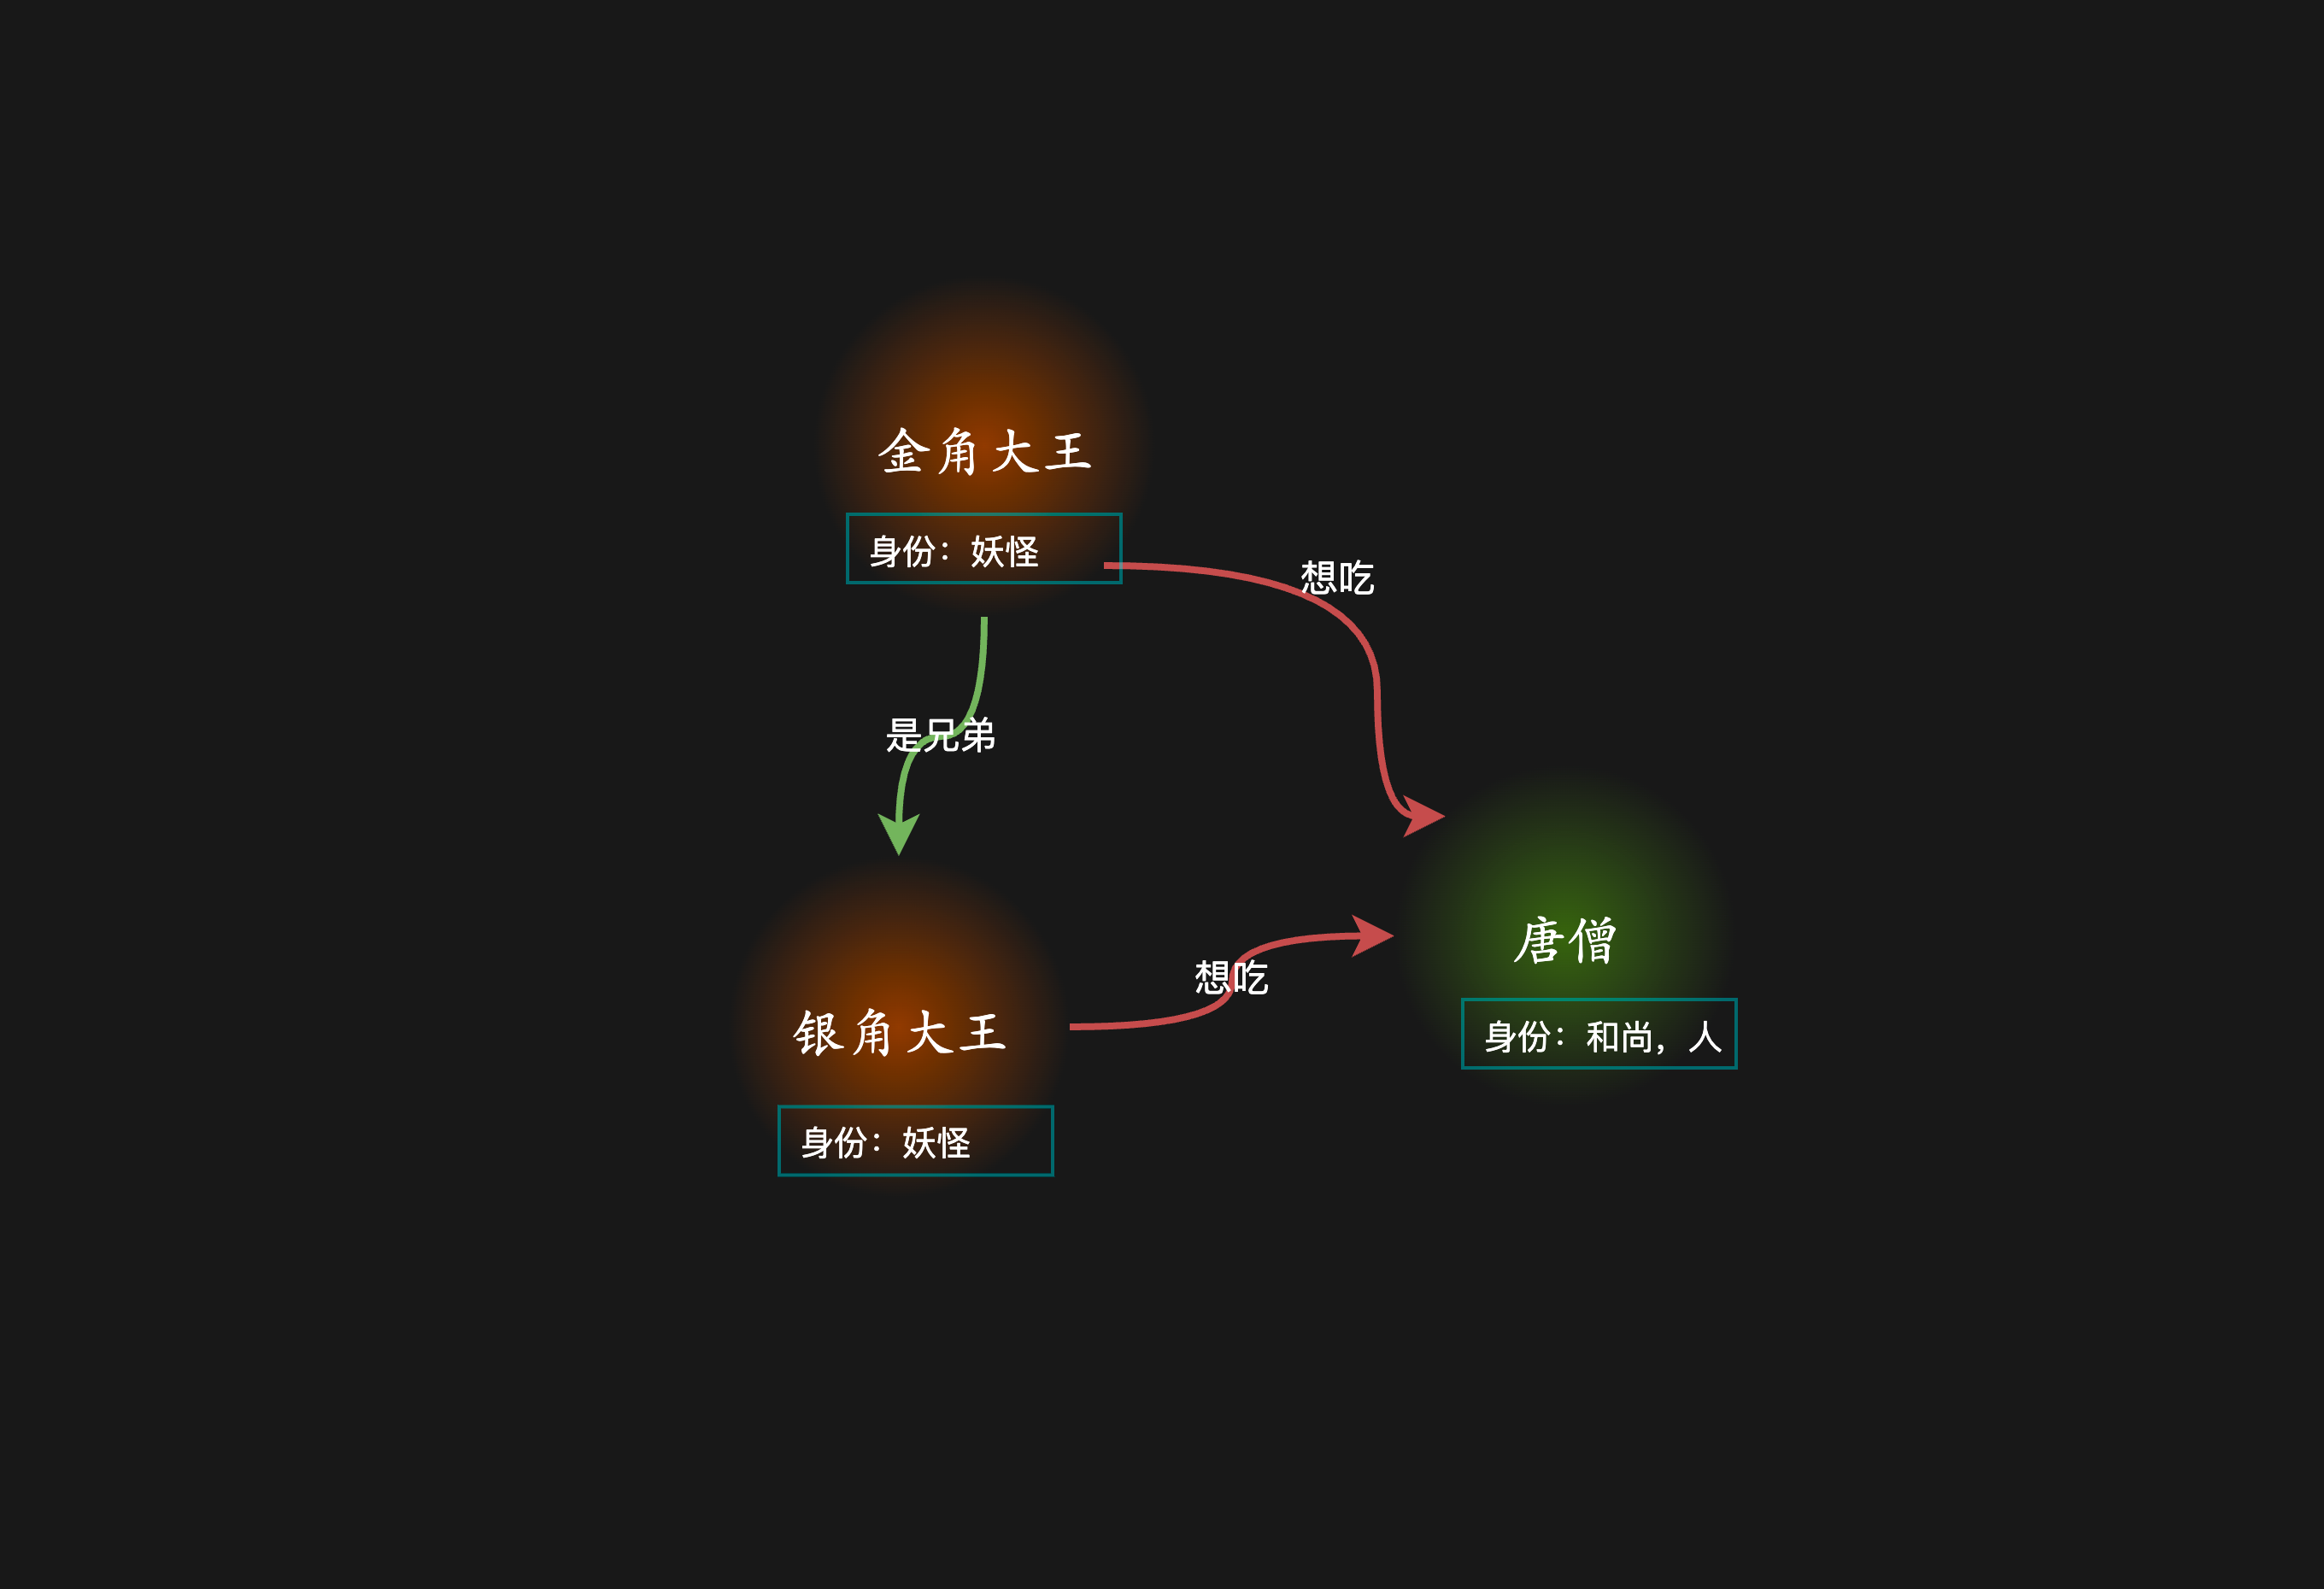 金角大王
身份：妖怪
想吃
是兄弟
唐僧
想吃
银角大王
身份：和尚，人
身份：妖怪